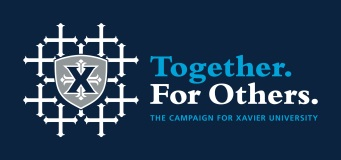 X
Together.
For Others.
THE CAMPAIGN FOR XAVIER UNIVERSITY